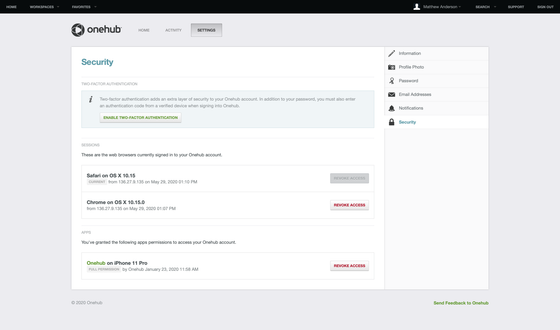 HOME WORKSPACES FAVORITES Matthew Anderson SEARCH SUPPORT SIGN OUT
onehub HOME ACTIVITY SETTINGS
Security
TWO-FACTOR AUTHENTICATION
Two-factor authentication adds an extra layer of security to your Onehub account. In addition to your password, you must also enter
an authentication code from a verified device when signing into Onehub.
ENABLE TWO-FACTOR AUTHENTICATION
SESSIONS
These are the web browsers currently signed in to your Onehub account.
Safari on OS X 10.15
CURRENT from 136.27.9.135 on May 29, 2020 01:10 PM
REVOKE ACCESS
Chrome on OS X 10.15.0
from 136.27.9.135 on May 29, 2020 01:07 PM
REVOKE ACCESS
APPS
You've granted the following apps permissions to access your Onehub account.
Onehub on iPhone 11 Pro
FULL PERMISSION by Onehub January 23, 2020 11:58 AM
REVOKE ACCESS
Information
Profile Photo
Password
Email Addresses
Notifications
Security
© 2020 Onehub
Send Feedback to Onehub